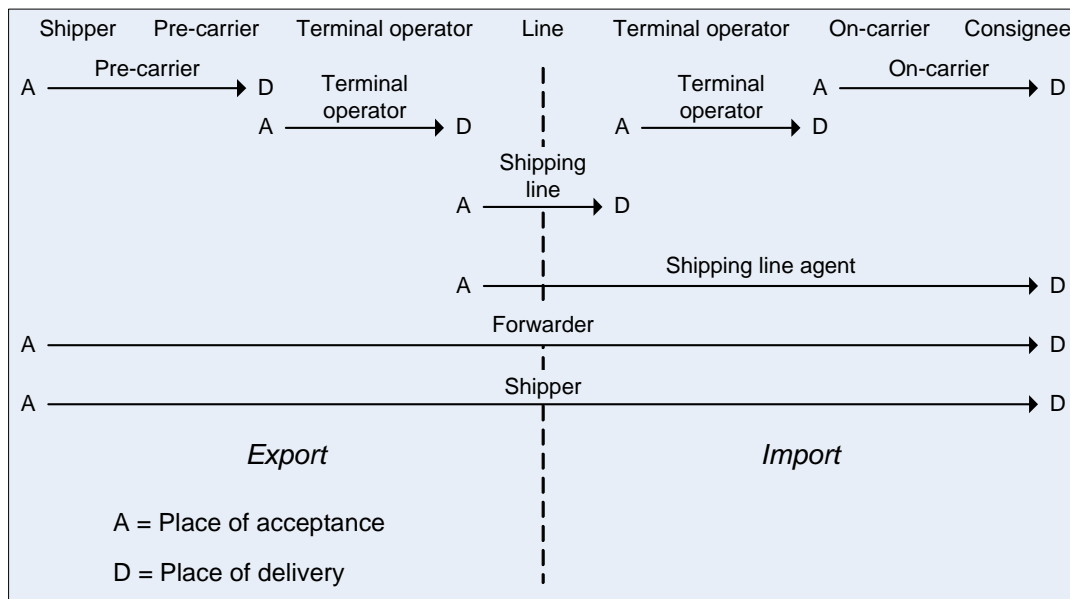 Shipper Pre-carrier Terminal operator Line Terminal operator On-carrier Consignee
Pre-carrier On-carrier
A D Terminal operator Terminal operator A D
A D A D
Shipping
line
A D
Shipping line agent
A D
Forwarder
A D
Shipper
A D
Export Import
A = Place of acceptance
D = Place of delivery